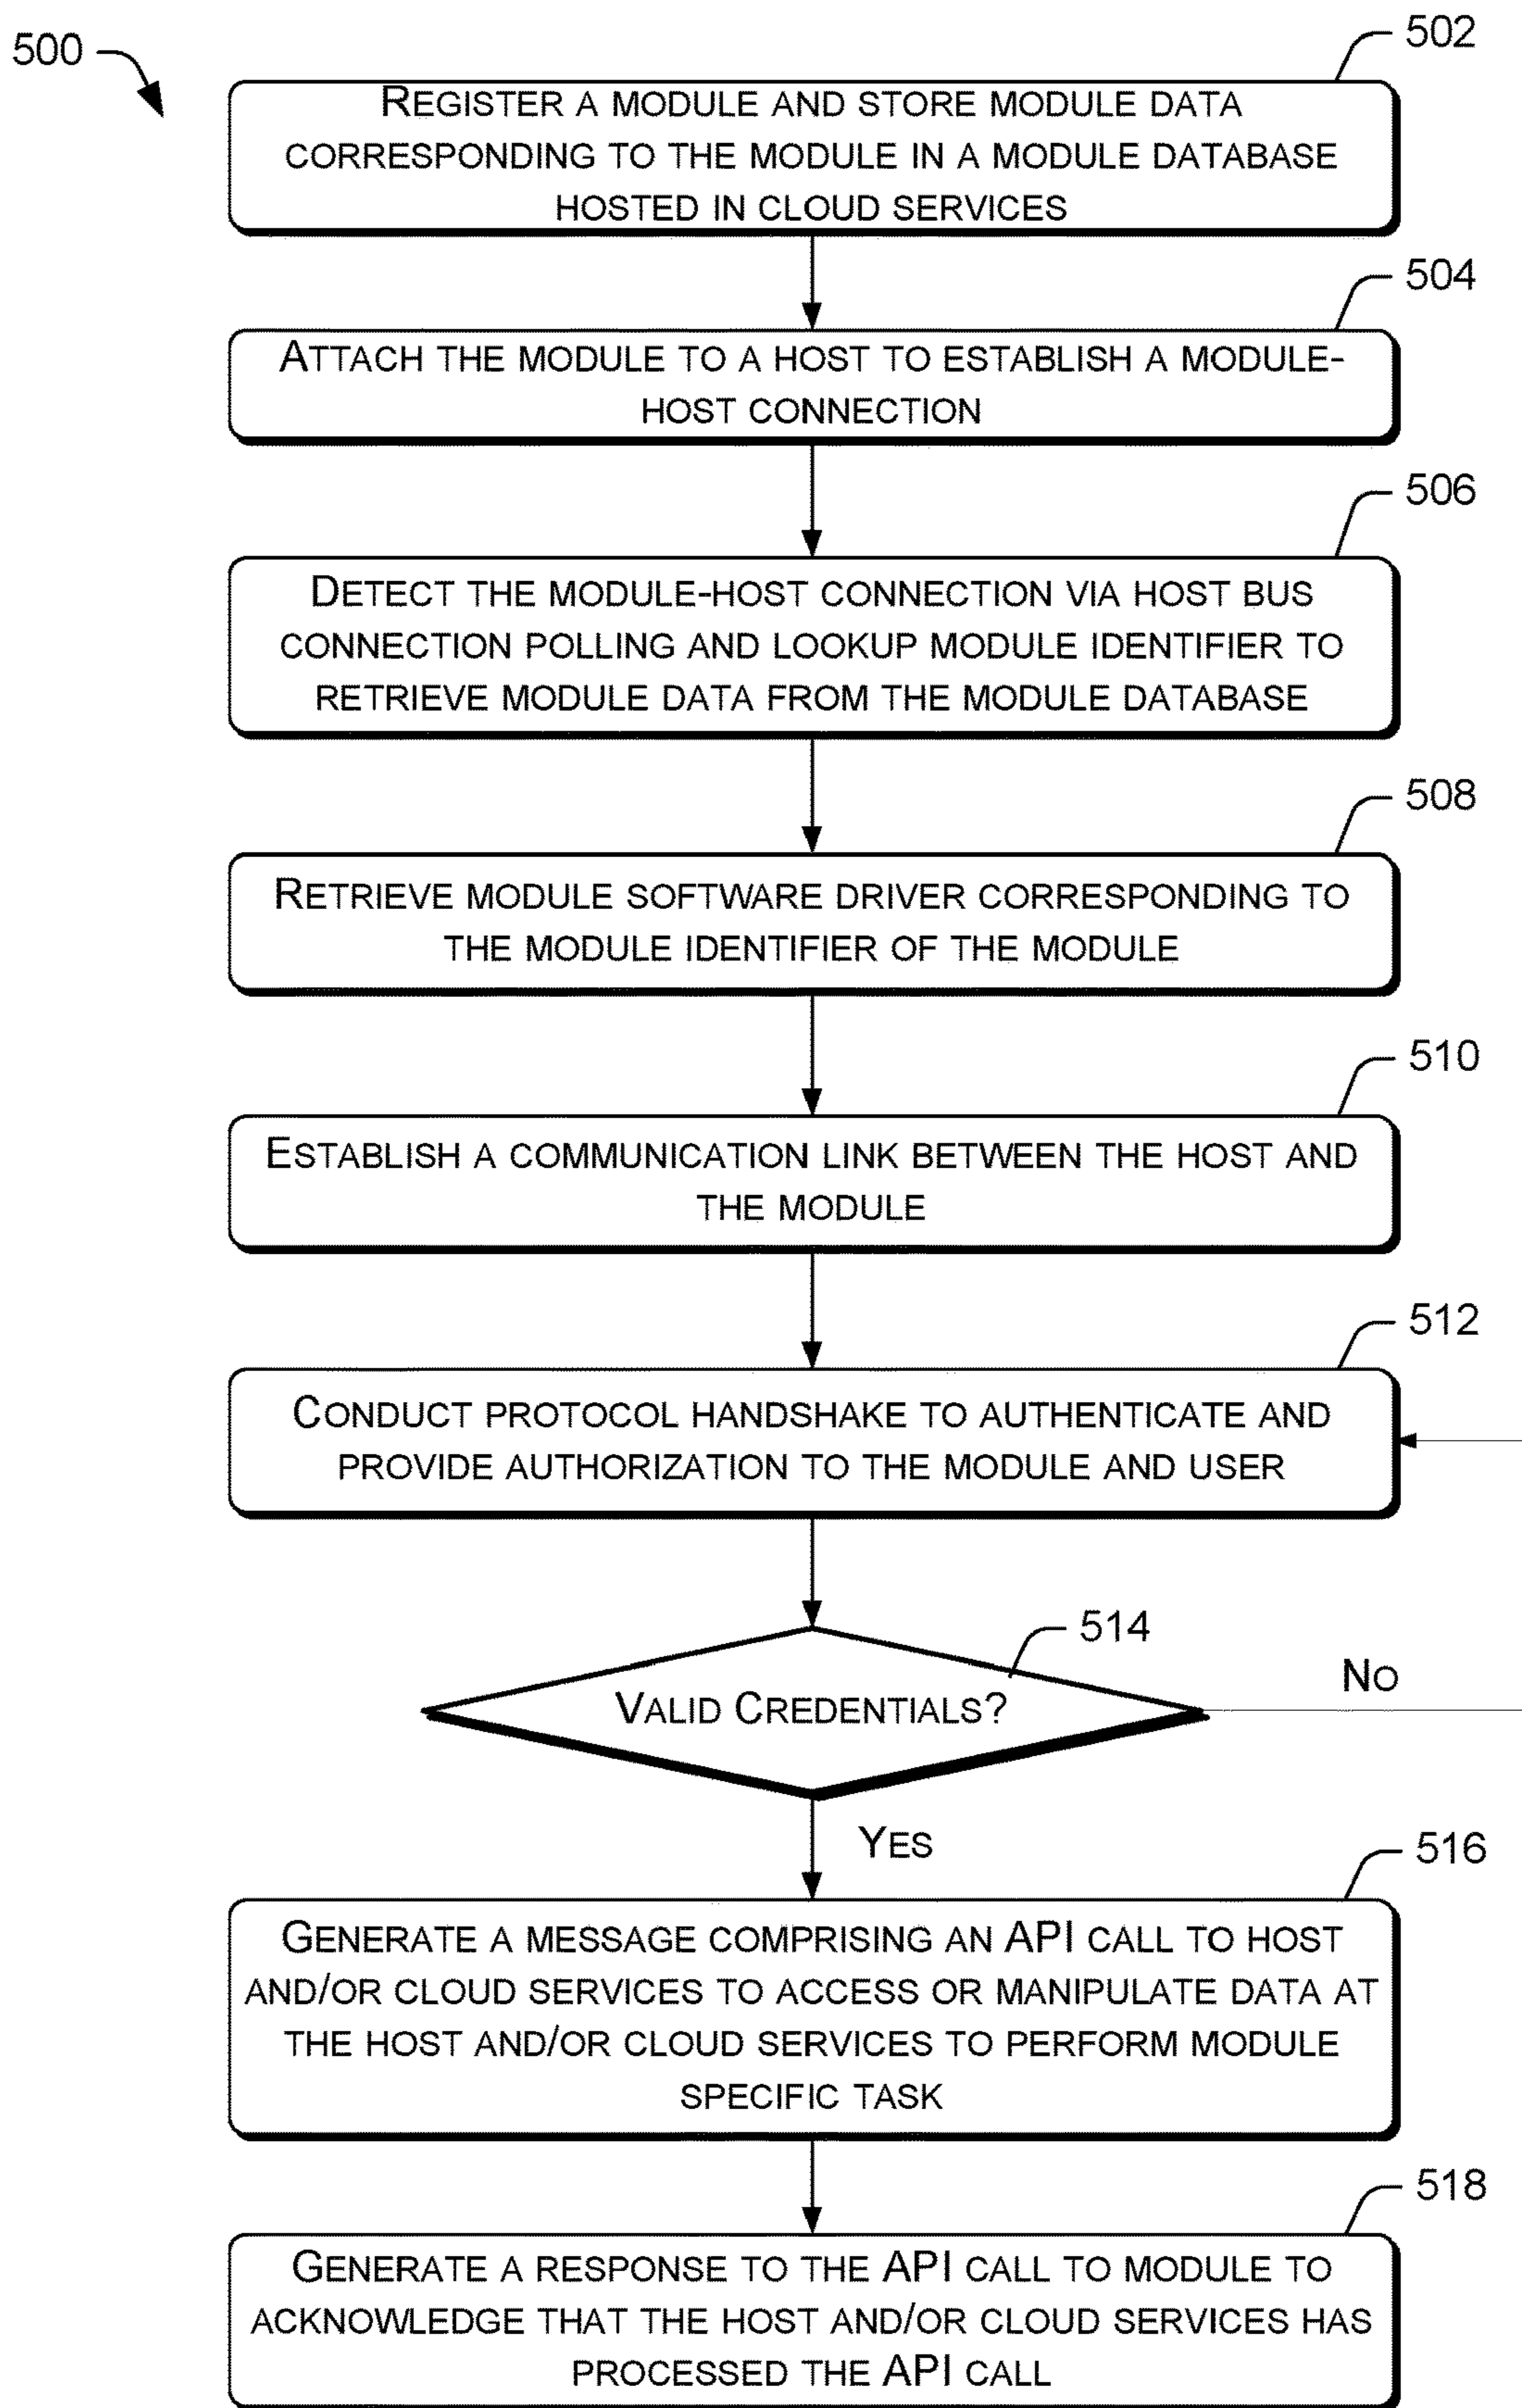 500
502
REGISTER A MODULE AND STORE MODULE DATA
CORRESPONDING TO THE MODULE IN A MODULE DATABASE
HOSTED IN CLOUD SERVICES
504
ATTACH THE MODULE TO A HOST TO ESTABLISH A MODULE-
HOST CONNECTION
506
DETECT THE MODULE-HOST CONNECTION VIA HOST BUS
CONNECTION POLLING AND LOOKUP MODULE IDENTIFIER TO
RETRIEVE MODULE DATA FROM THE MODULE DATABASE
508
RETRIEVE MODULE SOFTWARE DRIVER CORRESPONDING TO
THE MODULE IDENTIFIER OF THE MODULE
510
ESTABLISH A COMMUNICATION LINK BETWEEN THE HOST AND
THE MODULE
512
CONDUCT PROTOCOL HANDSHAKE TO AUTHENTICATE AND
PROVIDE AUTHORIZATION TO THE MODULE AND USER
514
VALID CREDENTIALS?
NO
YES
516
GENERATE A MESSAGE COMPRISING AN API CALL TO HOST
AND/OR CLOUD SERVICES TO ACCESS OR MANIPULATE DATA AT
THE HOST AND/OR CLOUD SERVICES TO PERFORM MODULE
SPECIFIC TASK
518
GENERATE A RESPONSE TO THE API CALL TO MODULE TO
ACKNOWLEDGE THAT THE HOST AND/OR CLOUD SERVICES HAS
PROCESSED THE API CALL